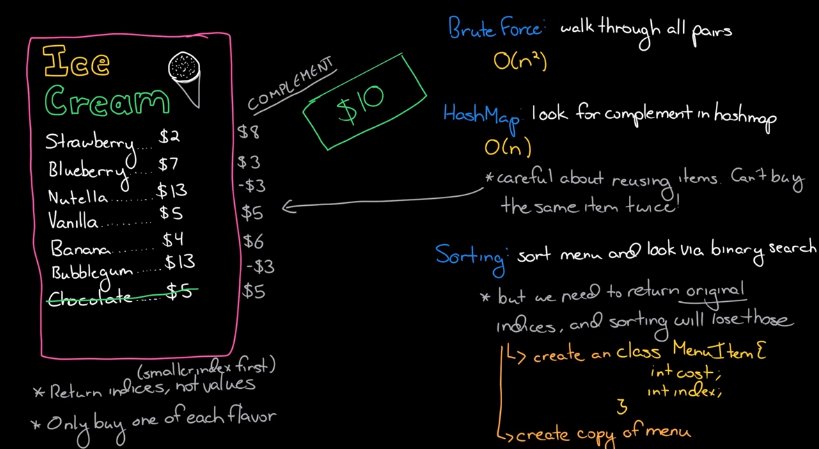 Ice
Cream
Strawberry.... $2
Blueberry... $7
Nutella...... $13
Vanilla........ $5
Banana....... $4
Bubblegum.... $13
Chocolate.... $5
COMPLEMENT
$8
$3
-$3
$5
$6
-$3
$5
$10
(smaller index first)
* Return indices, not values
* Only buy one of each flavor
Brute Force: walk through all pairs
O(n²)
HashMap: look for complement in hashmap
O(n)
* careful about reusing items. Can't buy
the same item twice!
Sorting: sort menu and look via binary search
* but we need to return original
indices, and sorting will lose those
↳ create an class MenuItem {
int cost;
int index;
}
↳ create copy of menu